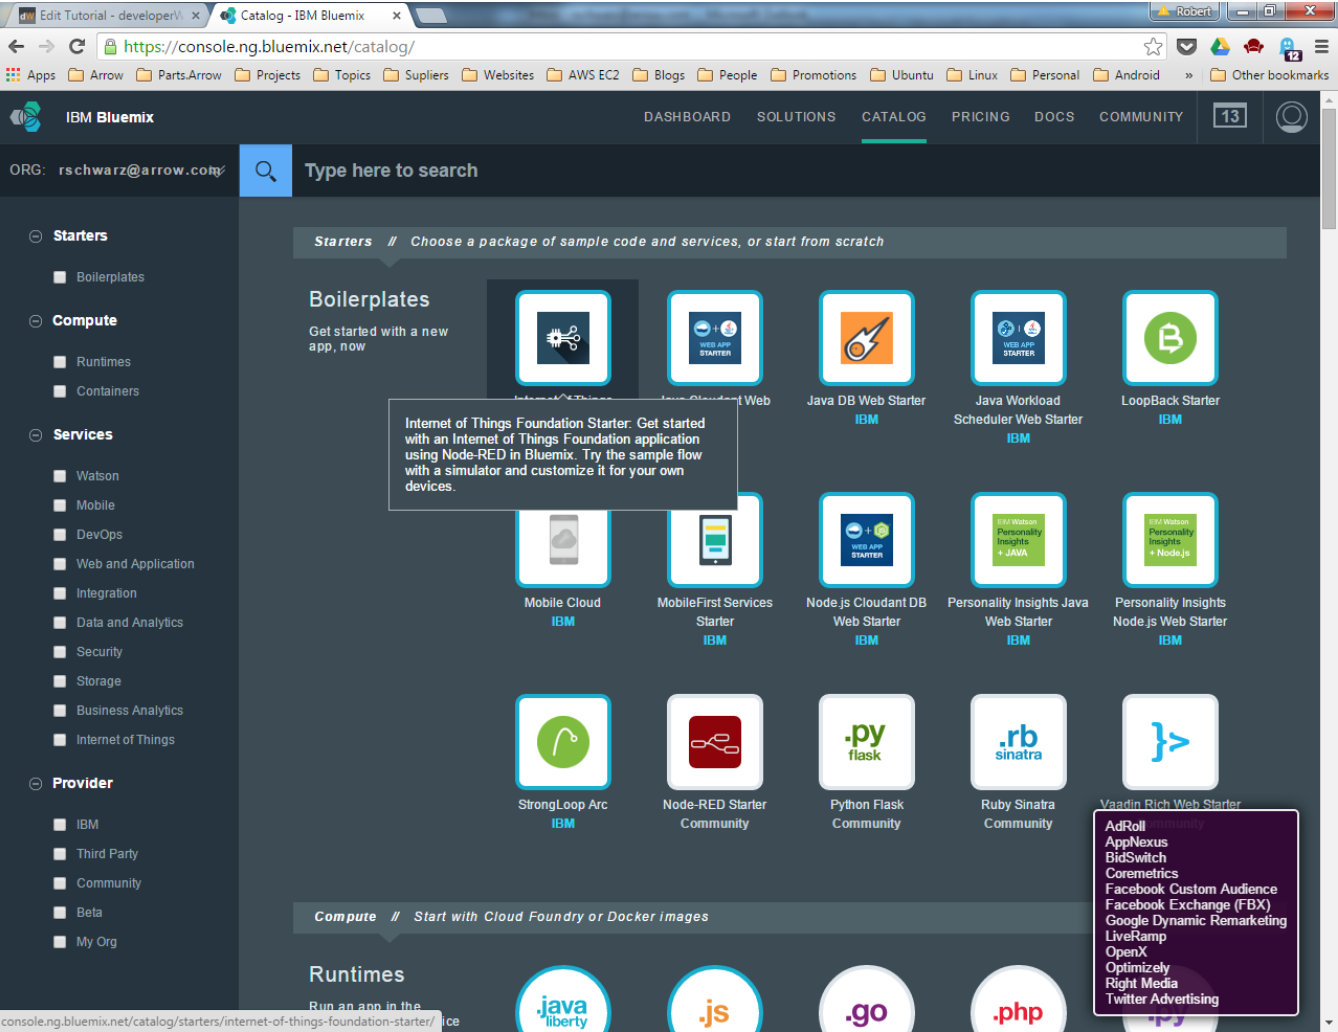 Edit Tutorial - developerW
Catalog - IBM Bluemix
Robert
https://console.ng.bluemix.net/catalog/
12
Apps Arrow Parts.Arrow Projects Topics Supliers Websites AWS EC2 Blogs People Promotions Ubuntu Linux Personal Android » Other bookmarks
IBM Bluemix
DASHBOARD SOLUTIONS CATALOG PRICING DOCS COMMUNITY 13
ORG: rschwarz@arrow.com
Type here to search
Starters
Boilerplates
Compute
Runtimes
Containers
Services
Watson
Mobile
DevOps
Web and Application
Integration
Data and Analytics
Security
Storage
Business Analytics
Internet of Things
Provider
IBM
Third Party
Community
Beta
My Org
Starters // Choose a package of sample code and services, or start from scratch
Boilerplates
Get started with a new
app, now
Internet of Things
WEB APP
STARTER
Java Cloudant Web
Java DB Web Starter
IBM
WEB APP
STARTER
Java Workload
Scheduler Web Starter
IBM
B
LoopBack Starter
IBM
Internet of Things Foundation Starter: Get started
with an Internet of Things Foundation application
using Node-RED in Bluemix. Try the sample flow
with a simulator and customize it for your own
devices.
Mobile Cloud
IBM
MobileFirst Services
Starter
IBM
WEB APP
STARTER
Node.js Cloudant DB
Web Starter
IBM
IBM Watson
Personality
Insights
+ JAVA
Personality Insights Java
Web Starter
IBM
IBM Watson
Personality
Insights
+ Node.js
Personality Insights
Node.js Web Starter
IBM
StrongLoop Arc
IBM
Node-RED Starter
Community
.py
flask
Python Flask
Community
.rb
sinatra
Ruby Sinatra
Community
}>
Vaadin Rich Web Starter
Community
AdRoll
AppNexus
BidSwitch
Coremetrics
Facebook Custom Audience
Facebook Exchange (FBX)
Google Dynamic Remarketing
LiveRamp
OpenX
Optimizely
Right Media
Twitter Advertising
Compute // Start with Cloud Foundry or Docker images
Runtimes
Run an app in the
ice
java
liberty
.js
.go
.php
.py
console.ng.bluemix.net/catalog/starters/internet-of-things-foundation-starter/